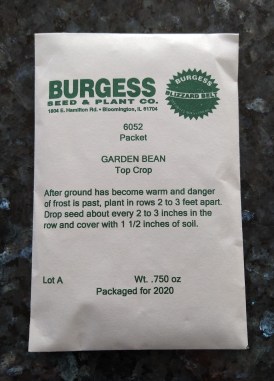 BURGESS
SEED & PLANT CO.
1804 E. Hamilton Rd. • Bloomington, IL 61704
BURGESS
BLIZZARD BELT
6052
Packet
GARDEN BEAN
Top Crop
After ground has become warm and danger
of frost is past, plant in rows 2 to 3 feet apart.
Drop seed about every 2 to 3 inches in the
row and cover with 1 1/2 inches of soil.
Lot A
Wt. .750 oz
Packaged for 2020